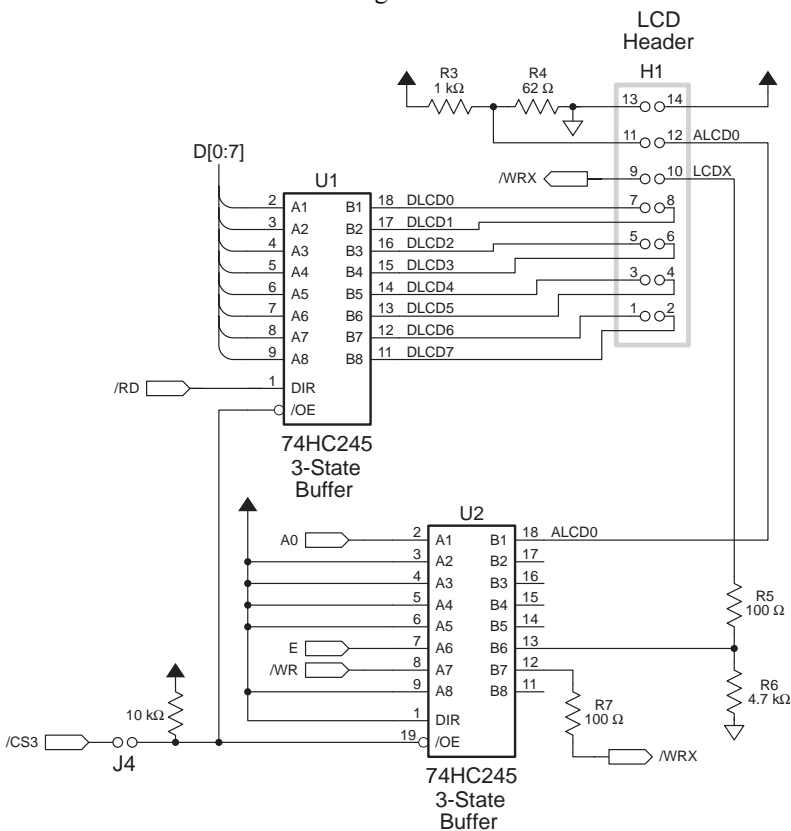 LCD
Header
H1
R3
1 kΩ
R4
62 Ω
13 14
11 12 ALCD0
/WRX 9 10 LCDX
D[0:7]
U1
2 A1 B1 18 DLCD0 7 8
3 A2 B2 17 DLCD1
4 A3 B3 16 DLCD2 5 6
5 A4 B4 15 DLCD3
6 A5 B5 14 DLCD4 3 4
7 A6 B6 13 DLCD5
8 A7 B7 12 DLCD6 1 2
9 A8 B8 11 DLCD7
/RD 1 DIR
/OE
74HC245
3-State
Buffer
U2
A0 2 A1 B1 18 ALCD0
3 A2 B2 17
4 A3 B3 16
5 A4 B4 15
6 A5 B5 14
E 7 A6 B6 13
/WR 8 A7 B7 12
9 A8 B8 11
1 DIR
19 /OE
R5
100 Ω
R6
4.7 kΩ
R7
100 Ω
/WRX
10 kΩ
/CS3
J4
74HC245
3-State
Buffer